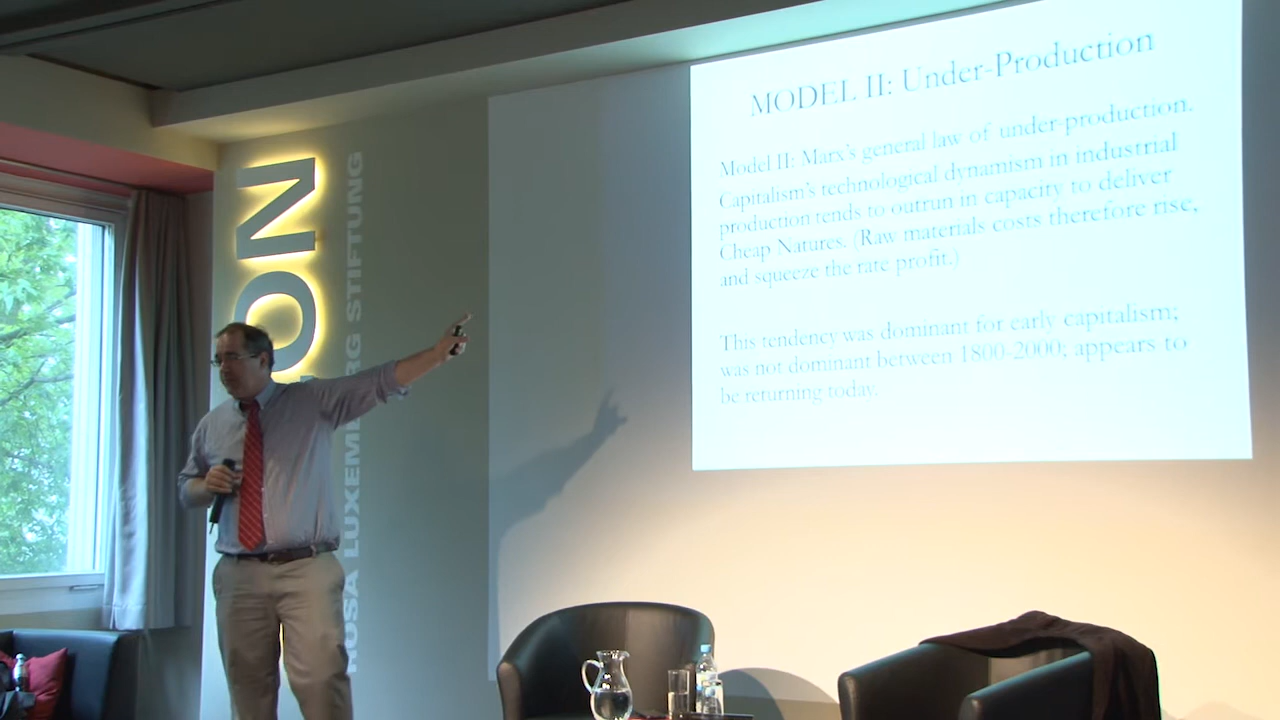 MODEL II: Under-Production
Model II: Marx's general law of under-production.
Capitalism's technological dynamism in industrial
production tends to outrun in capacity to deliver
Cheap Natures. (Raw materials costs therefore rise,
and squeeze the rate profit.)
This tendency was dominant for early capitalism;
was not dominant between 1800-2000; appears to
be returning today.
ON
ROSA LUXEMBURG STIFTUNG